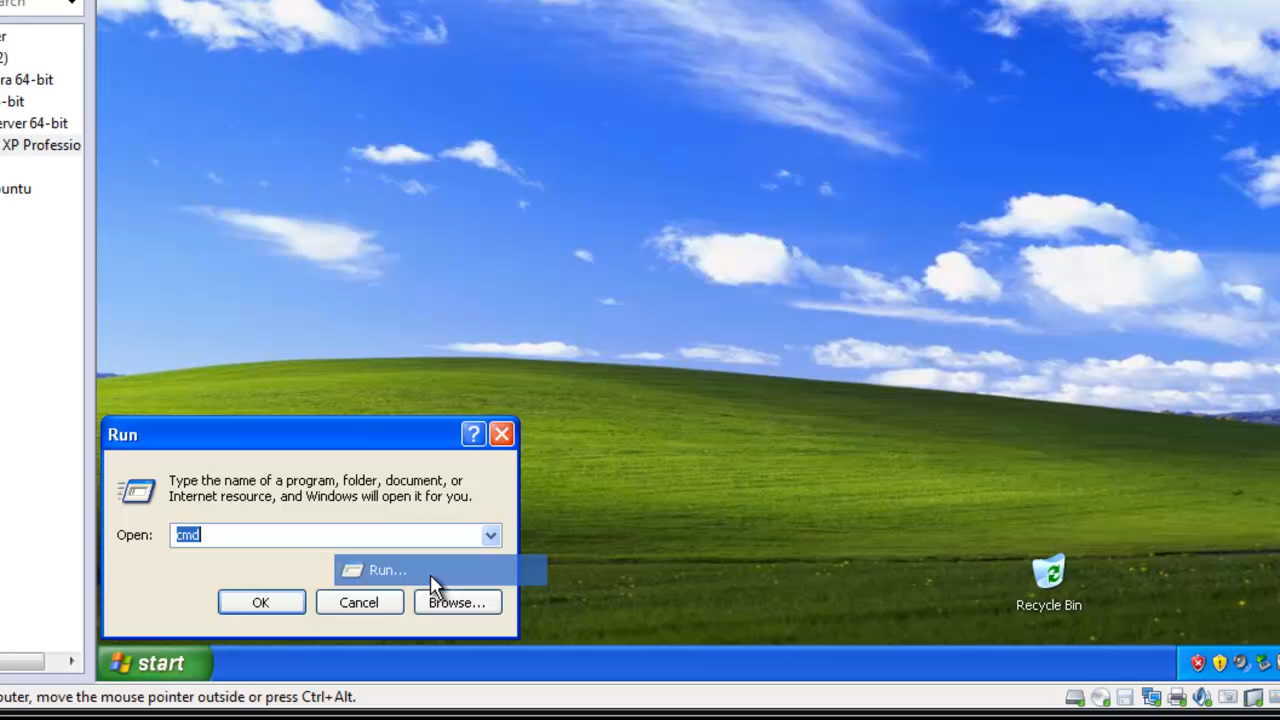 arch
er
2)
ra 64-bit
-bit
erver 64-bit
XP Professio
untu
Run
Type the name of a program, folder, document, or
Internet resource, and Windows will open it for you.
Open: cmd
Run...
OK Cancel Browse...
Recycle Bin
start
outer, move the mouse pointer outside or press Ctrl+Alt.